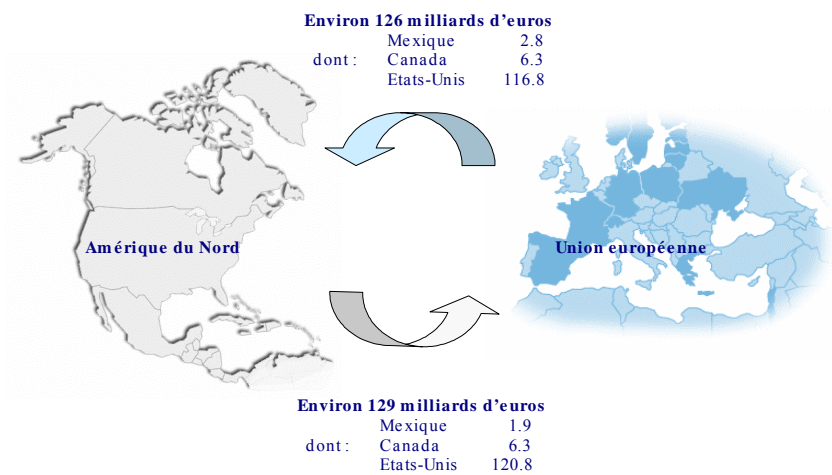 Environ 126 milliards d’euros
Mexique 2.8
dont : Canada 6.3
Etats-Unis 116.8
Amérique du Nord
Union européenne
Environ 129 milliards d’euros
Mexique 1.9
dont : Canada 6.3
Etats-Unis 120.8